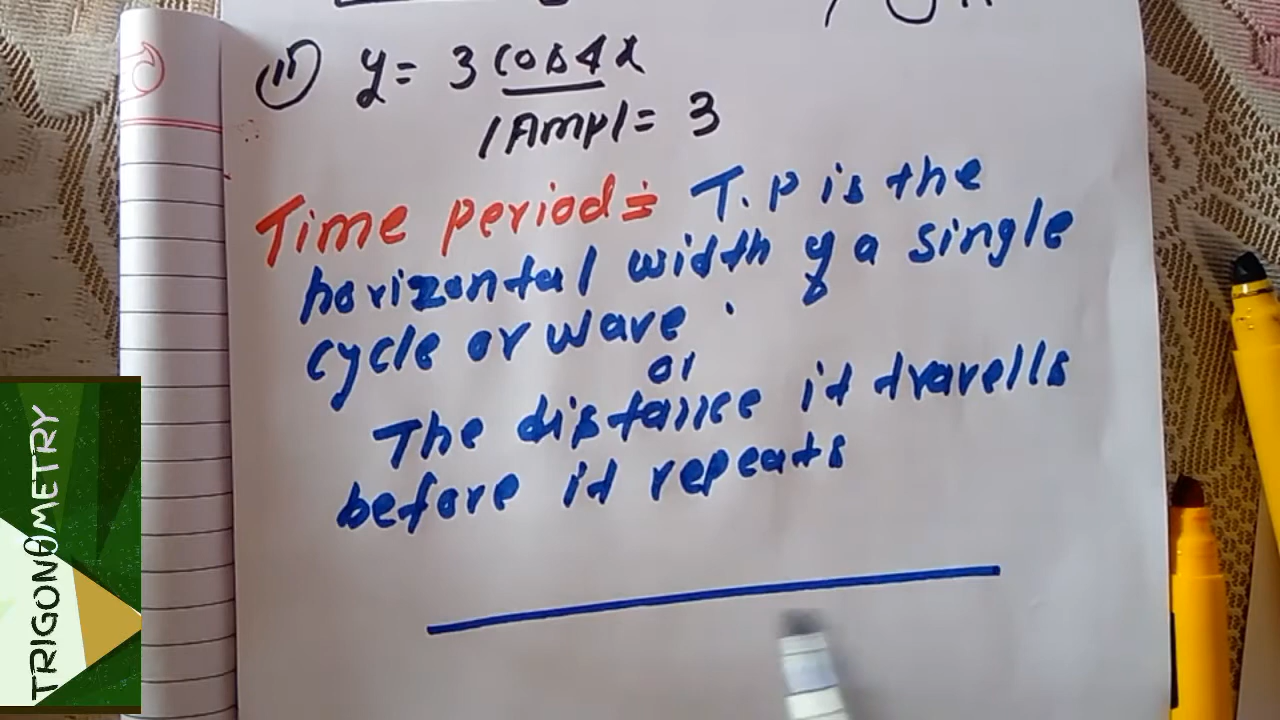 11) y = 3 cos 4x
|Amp| = 3
Time period = T.P is the
horizontal width of a single
cycle or wave.
or
The distance it travells
before it repeats
TRIGONOMETRY